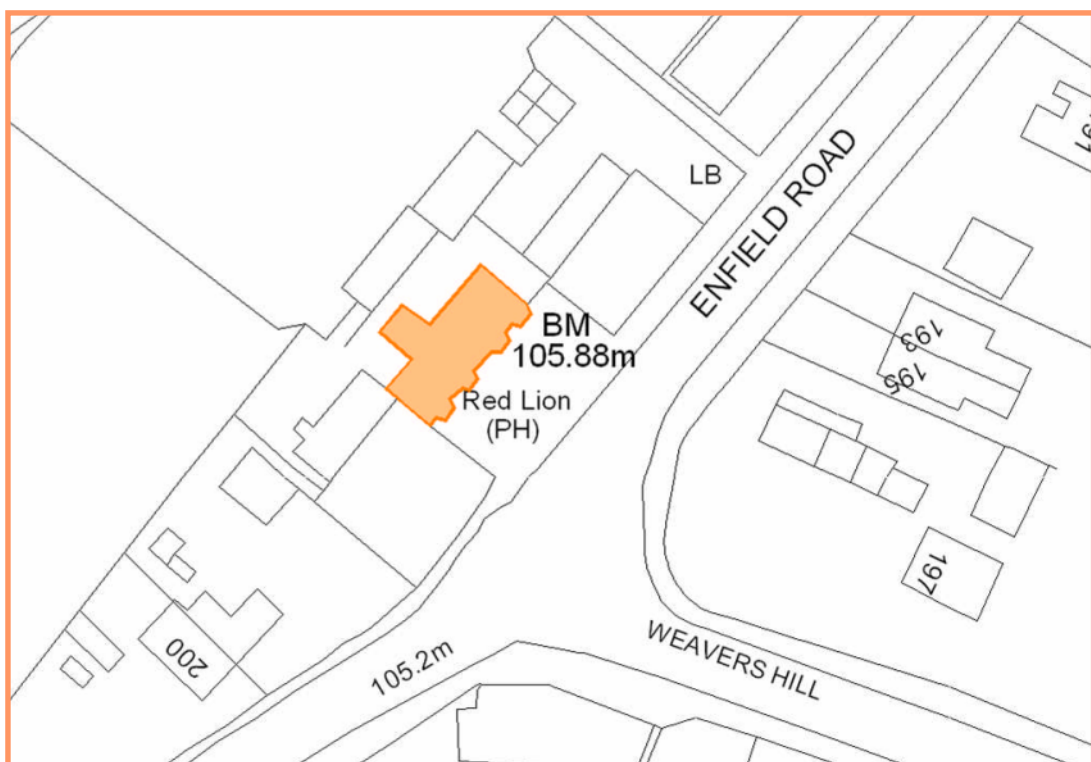 LB
ENFIELD ROAD
BM
105.88m
Red Lion
(PH)
193
195
197
200
105.2m
WEAVERS HILL